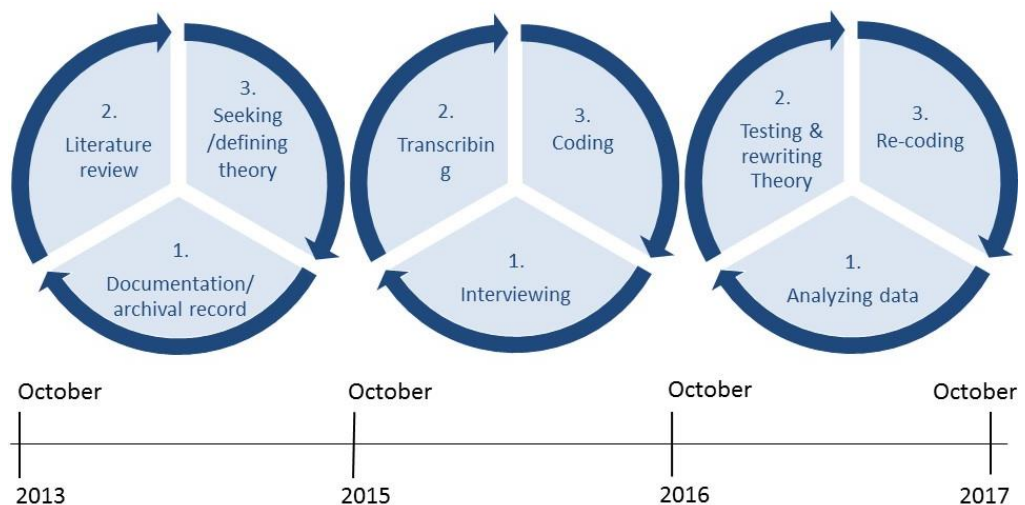 1.
Documentation/
archival record
2.
Literature
review
3.
Seeking
/defining
theory
1.
Interviewing
2.
Transcribin
g
3.
Coding
1.
Analyzing data
2.
Testing &
rewriting
Theory
3.
Re-coding
October
October
October
October
2013
2015
2016
2017